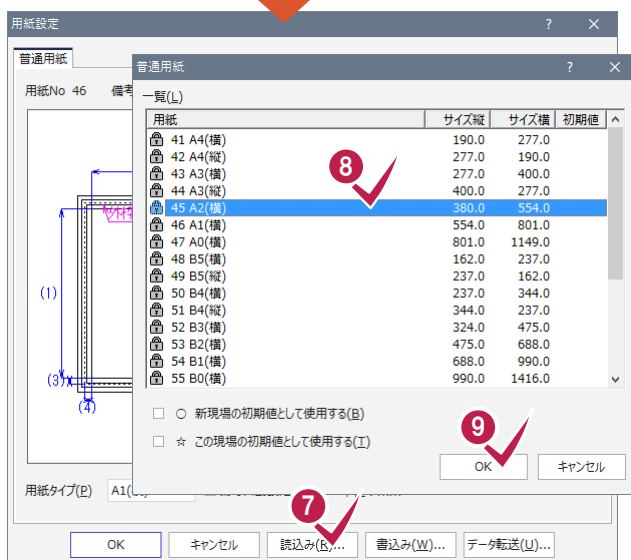 用紙設定 ? ×
普通用紙
用紙No 46 備考
外枠
(1)
(3)
(4)
普通用紙 ? ×
一覧(L)
用紙 サイズ縦 サイズ横 初期値
41 A4(横) 190.0 277.0
42 A4(縦) 277.0 190.0
43 A3(横) 277.0 400.0
44 A3(縦) 400.0 277.0
45 A2(横) 380.0 554.0
46 A1(横) 554.0 801.0
47 A0(横) 801.0 1149.0
48 B5(横) 162.0 237.0
49 B5(縦) 237.0 162.0
50 B4(横) 237.0 344.0
51 B4(縦) 344.0 237.0
52 B3(横) 324.0 475.0
53 B2(横) 475.0 688.0
54 B1(横) 688.0 990.0
55 B0(横) 990.0 1416.0
8
○ 新現場の初期値として使用する(B)
☆ この現場の初期値として使用する(T)
9
OK キャンセル
用紙タイプ(P) A1(
7
OK キャンセル 読込み(R)... 書込み(W)... データ転送(U)...